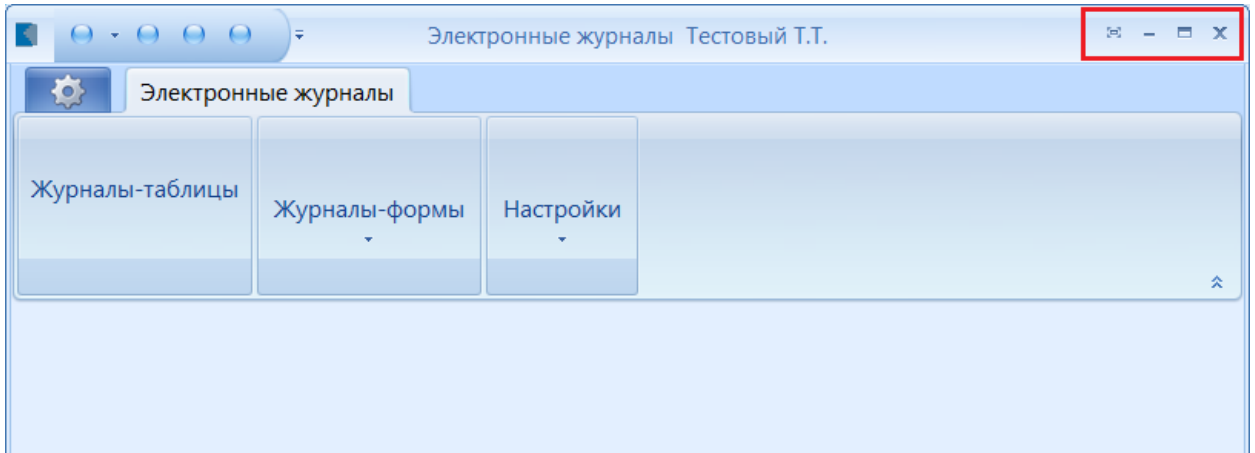 Электронные журналы Тестовый Т.Т.
Электронные журналы
Журналы-таблицы
Журналы-формы
Настройки